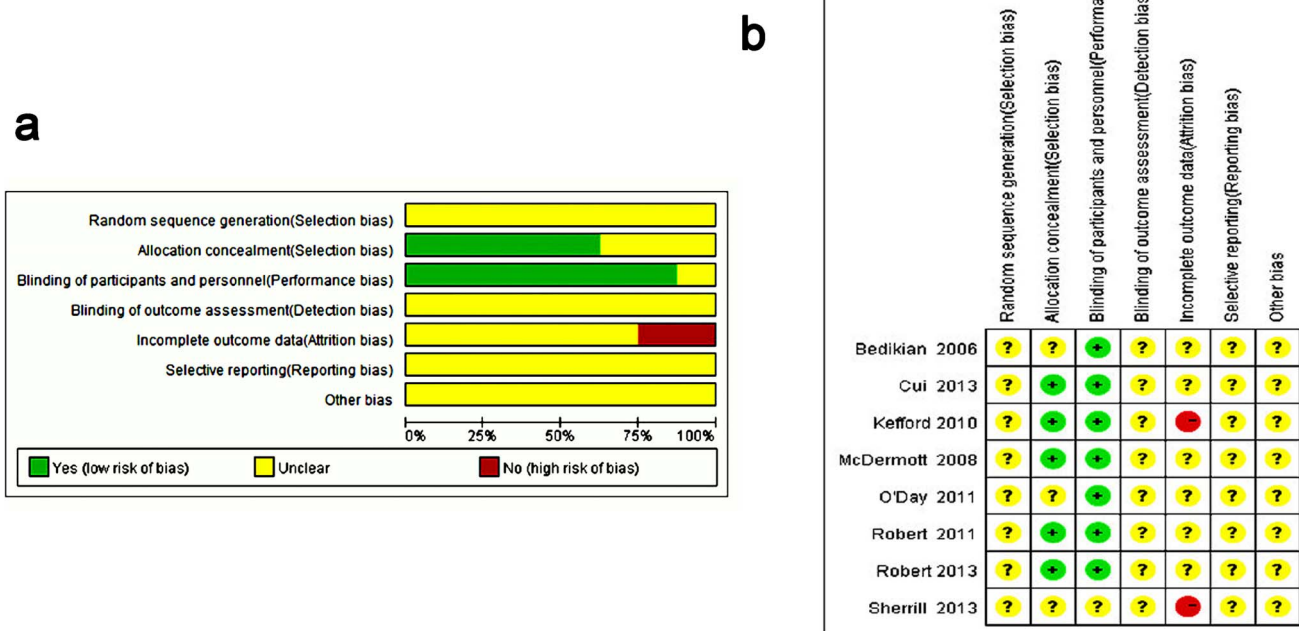 a
Random sequence generation(Selection bias)
Allocation concealment(Selection bias)
Blinding of participants and personnel(Performance bias)
Blinding of outcome assessment(Detection bias)
Incomplete outcome data(Attrition bias)
Selective reporting(Reporting bias)
Other bias
0% 25% 50% 75% 100%
Yes (low risk of bias) Unclear No (high risk of bias)
b
Random sequence generation(Selection bias)
Allocation concealment(Selection bias)
Blinding of participants and personnel(Performa
Blinding of outcome assessment(Detection bias
Incomplete outcome data(Attrition bias)
Selective reporting(Reporting bias)
Other bias
Bedikian 2006 ? ? + ? ? ? ?
Cui 2013 ? + + ? ? ? ?
Kefford 2010 ? + + ? - ? ?
McDermott 2008 ? + + ? ? ? ?
O'Day 2011 ? ? + ? ? ? ?
Robert 2011 ? + + ? ? ? ?
Robert 2013 ? + + ? ? ? ?
Sherrill 2013 ? ? ? ? - ? ?